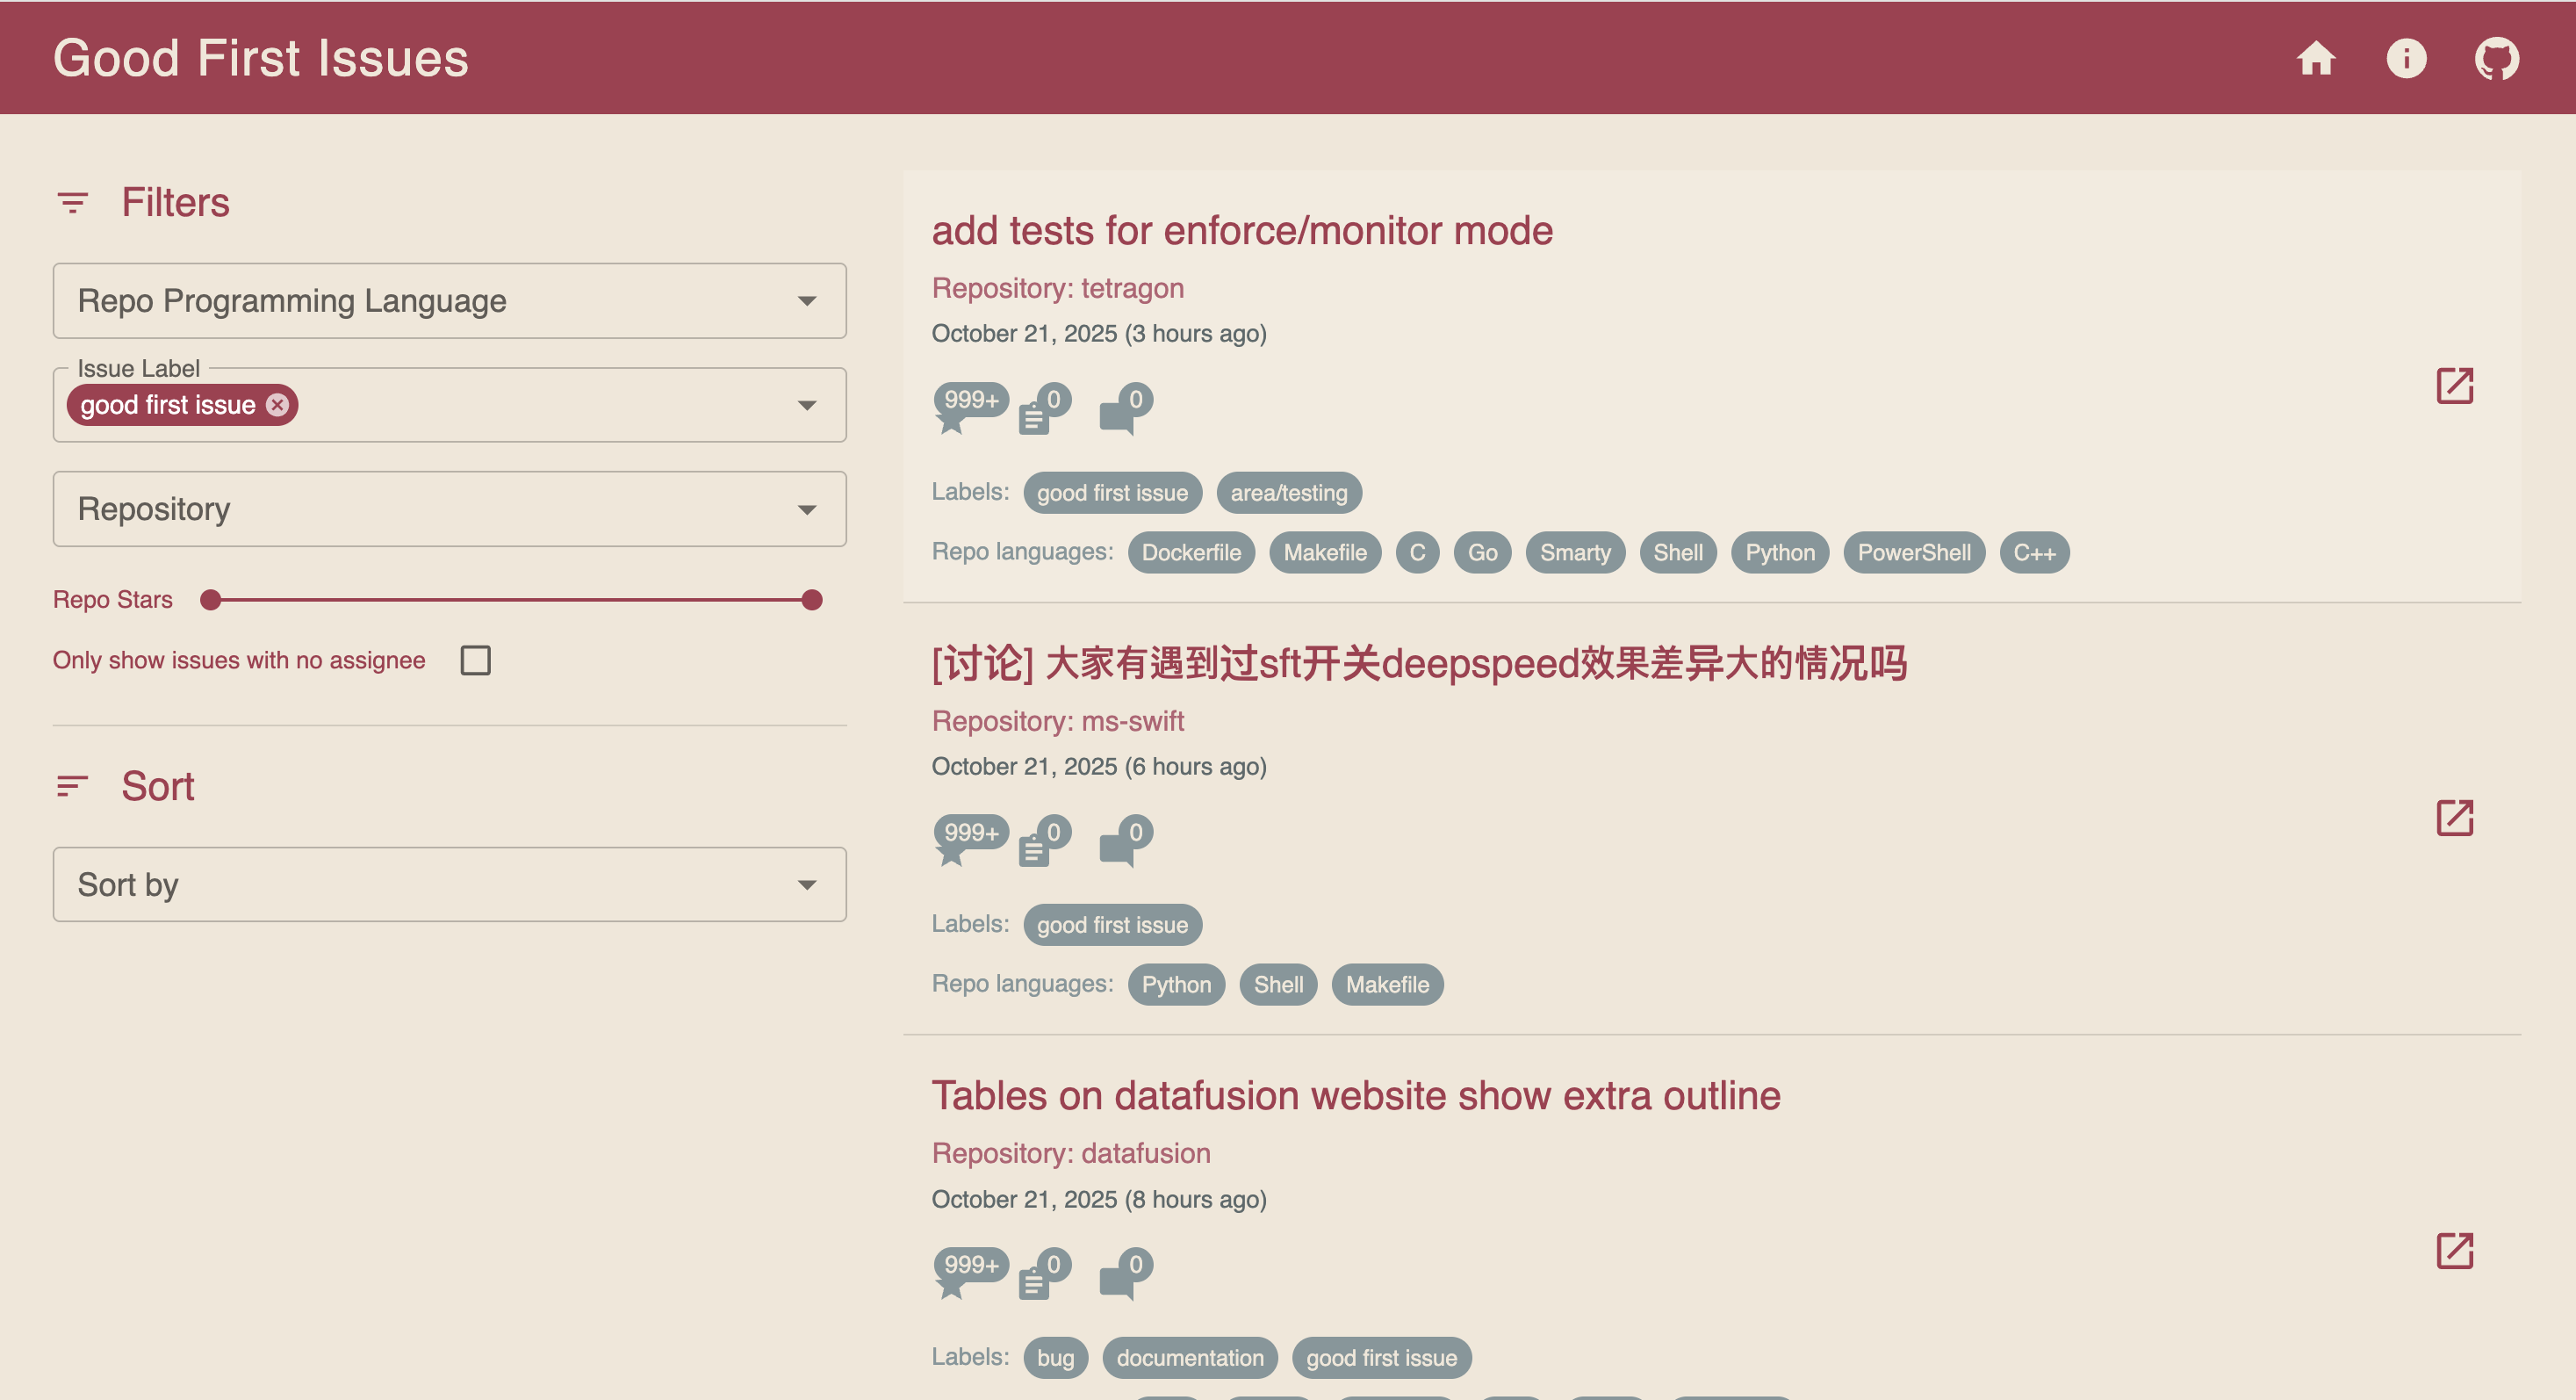 Good First Issues
Filters
Repo Programming Language
Issue Label
good first issue
Repository
Repo Stars
Only show issues with no assignee
Sort
Sort by
add tests for enforce/monitor mode
Repository: tetragon
October 21, 2025 (3 hours ago)
999+ 0 0
Labels: good first issue area/testing
Repo languages: Dockerfile Makefile C Go Smarty Shell Python PowerShell C++
[讨论] 大家有遇到过sft开关deepspeed效果差异大的情况吗
Repository: ms-swift
October 21, 2025 (6 hours ago)
999+ 0 0
Labels: good first issue
Repo languages: Python Shell Makefile
Tables on datafusion website show extra outline
Repository: datafusion
October 21, 2025 (8 hours ago)
999+ 0 0
Labels: bug documentation good first issue